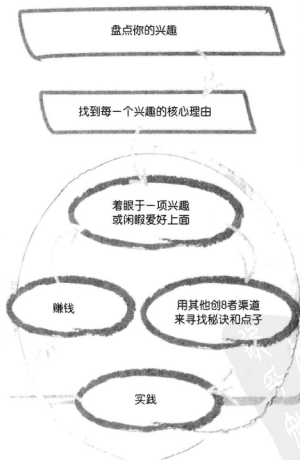 盘点你的兴趣
找到每一个兴趣的核心理由
着眼于一项兴趣
或闲暇爱好上面
赚钱
用其他创8者渠道
来寻找秘诀和点子
实践